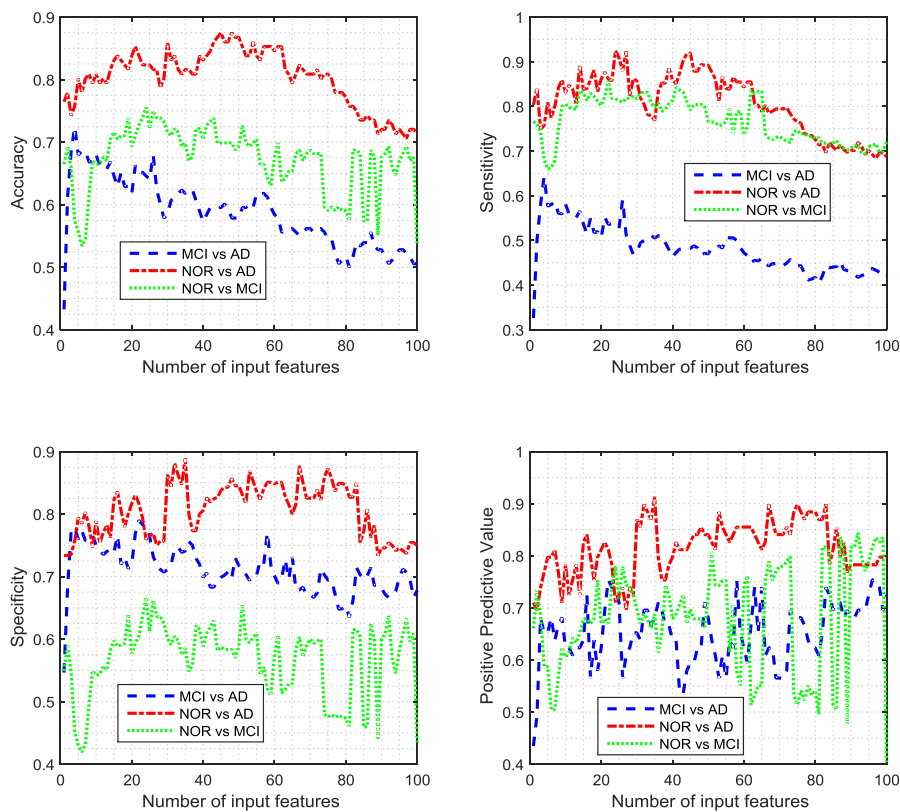 Accuracy
0.9
0.8
0.7
0.6
0.5
0.4
MCI vs AD
NOR vs AD
NOR vs MCI
0 20 40 60 80 100
Number of input features
Sensitivity
1
0.9
0.8
0.7
0.6
0.5
0.4
0.3
MCI vs AD
NOR vs AD
NOR vs MCI
0 20 40 60 80 100
Number of input features
Specificity
0.9
0.8
0.7
0.6
0.5
0.4
MCI vs AD
NOR vs AD
NOR vs MCI
0 20 40 60 80 100
Number of input features
Positive Predictive Value
1
0.9
0.8
0.7
0.6
0.5
0.4
MCI vs AD
NOR vs AD
NOR vs MCI
0 20 40 60 80 100
Number of input features